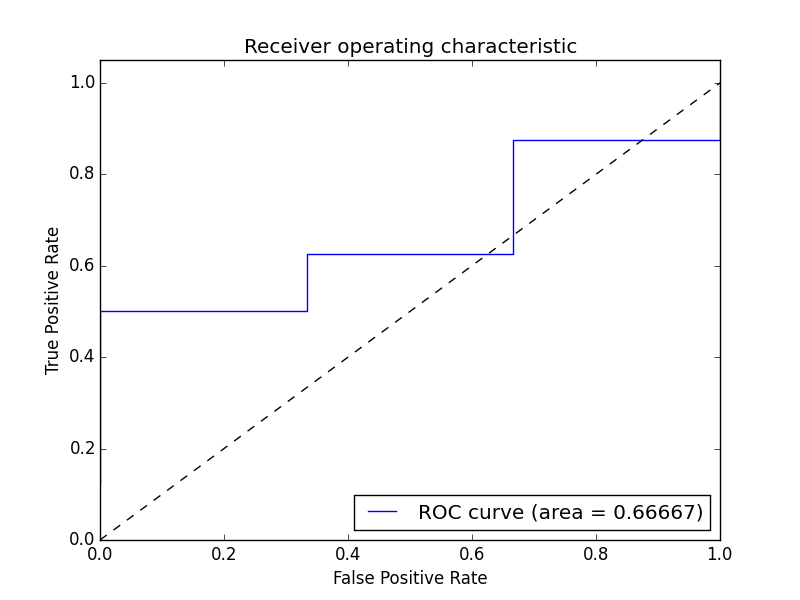 Receiver operating characteristic
1.0
0.8
0.6
0.4
0.2
0.0
True Positive Rate
ROC curve (area = 0.66667)
0.0 0.2 0.4 0.6 0.8 1.0
False Positive Rate